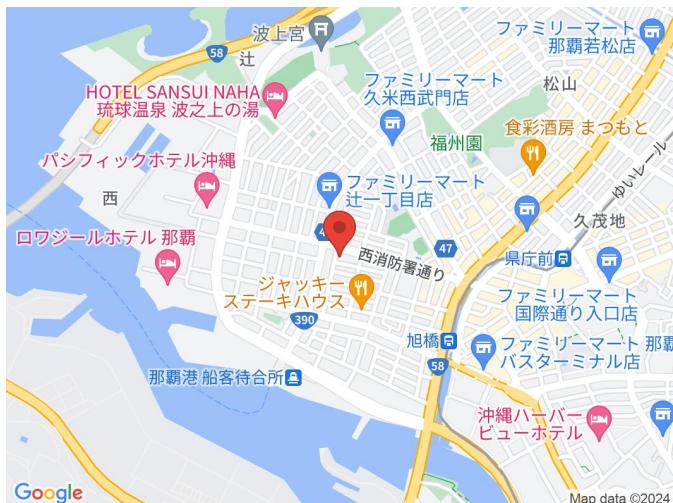 ファミリーマート
那覇若松店
58
波上宮
辻
58
ファミリーマート
久米西武門店
松山
HOTEL SANSUI NAHA
琉球温泉 波之上の湯
福州園
食彩酒房 まつもと
ゆいレール
パシフィックホテル沖縄
ファミリーマート
辻一丁目店
西
久茂地
47
西消防署通り
県庁前
ロワジールホテル 那覇
ジャッキー
ステーキハウス
ファミリーマート
国際通り入口店
390
旭橋
ファミリーマート 那覇
バスターミナル店
58
那覇港 船客待合所
沖縄ハーバー
ビューホテル
Google
Map data ©2024